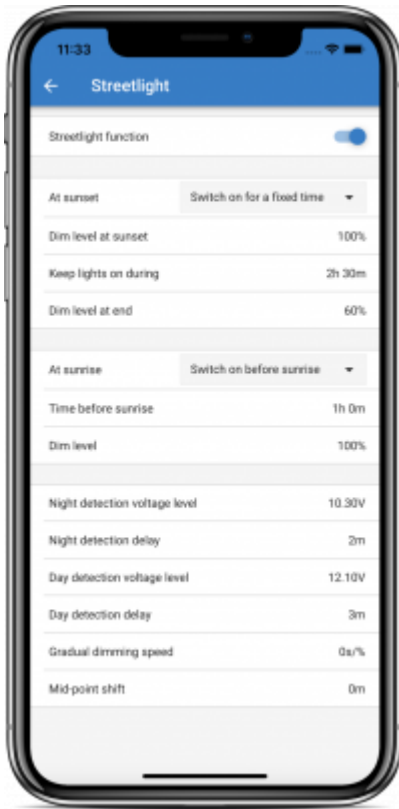 11:33
Streetlight
Streetlight function
At sunset Switch on for a fixed time
Dim level at sunset 100%
Keep lights on during 2h 30m
Dim level at end 60%
At sunrise Switch on before sunrise
Time before sunrise 1h 0m
Dim level 100%
Night detection voltage level 10.30V
Night detection delay 2m
Day detection voltage level 12.10V
Day detection delay 3m
Gradual dimming speed 0s/%
Mid-point shift 0m